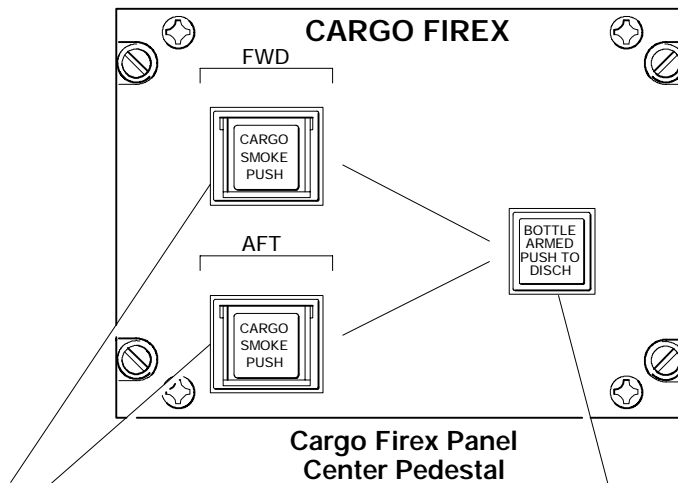 CARGO FIREX
FWD
CARGO
SMOKE
PUSH
AFT
CARGO
SMOKE
PUSH
BOTTLE
ARMED
PUSH TO
DISCH
Cargo Firex Panel
Center Pedestal